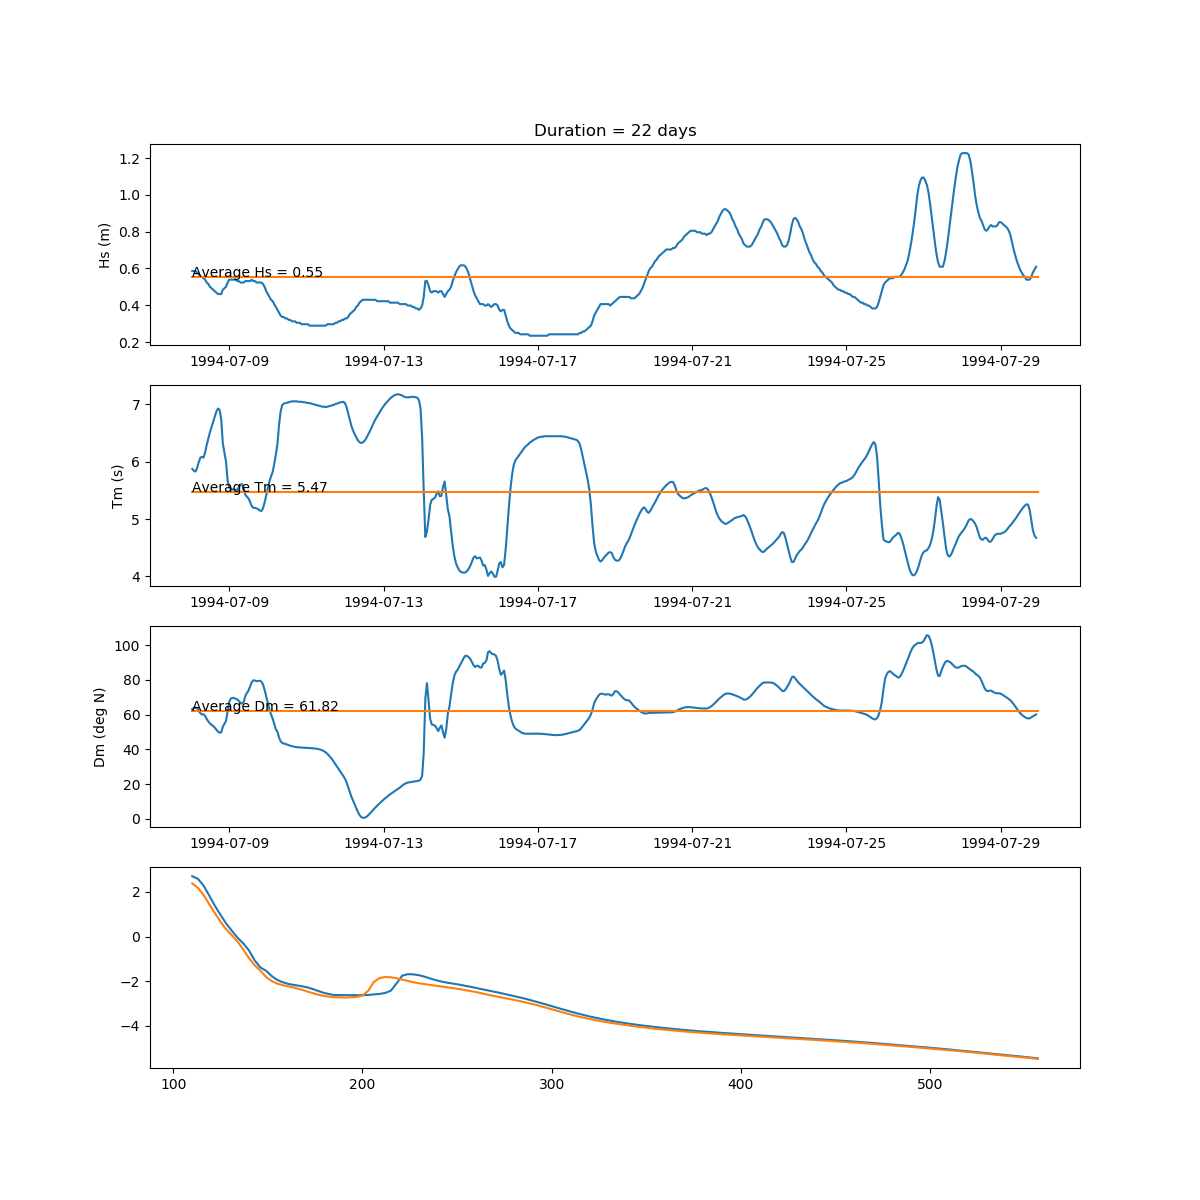 Duration = 22 days
1.2
1.0
0.8
0.6
0.4
0.2
Hs (m)
Average Hs = 0.55
1994-07-09 1994-07-13 1994-07-17 1994-07-21 1994-07-25 1994-07-29
7
6
5
4
Tm (s)
Average Tm = 5.47
1994-07-09 1994-07-13 1994-07-17 1994-07-21 1994-07-25 1994-07-29
100
80
60
40
20
0
Dm (deg N)
Average Dm = 61.82
1994-07-09 1994-07-13 1994-07-17 1994-07-21 1994-07-25 1994-07-29
2
0
−2
−4
100 200 300 400 500